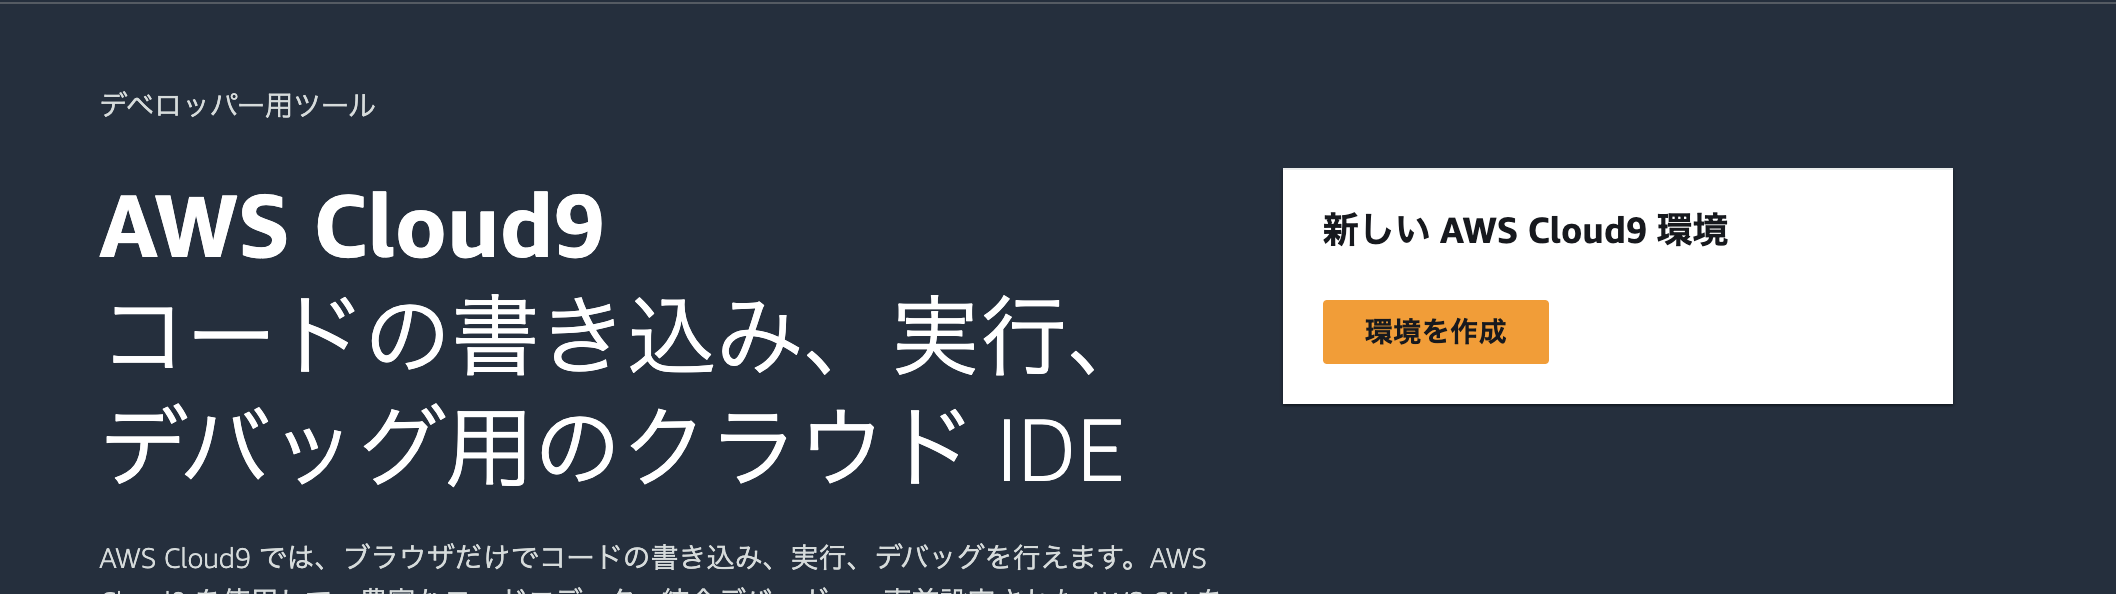 デベロッパー用ツール
AWS Cloud9
コードの書き込み、実行、
デバッグ用のクラウド IDE
新しい AWS Cloud9 環境
環境を作成
AWS Cloud9 では、ブラウザだけでコードの書き込み、実行、デバッグを行えます。AWS